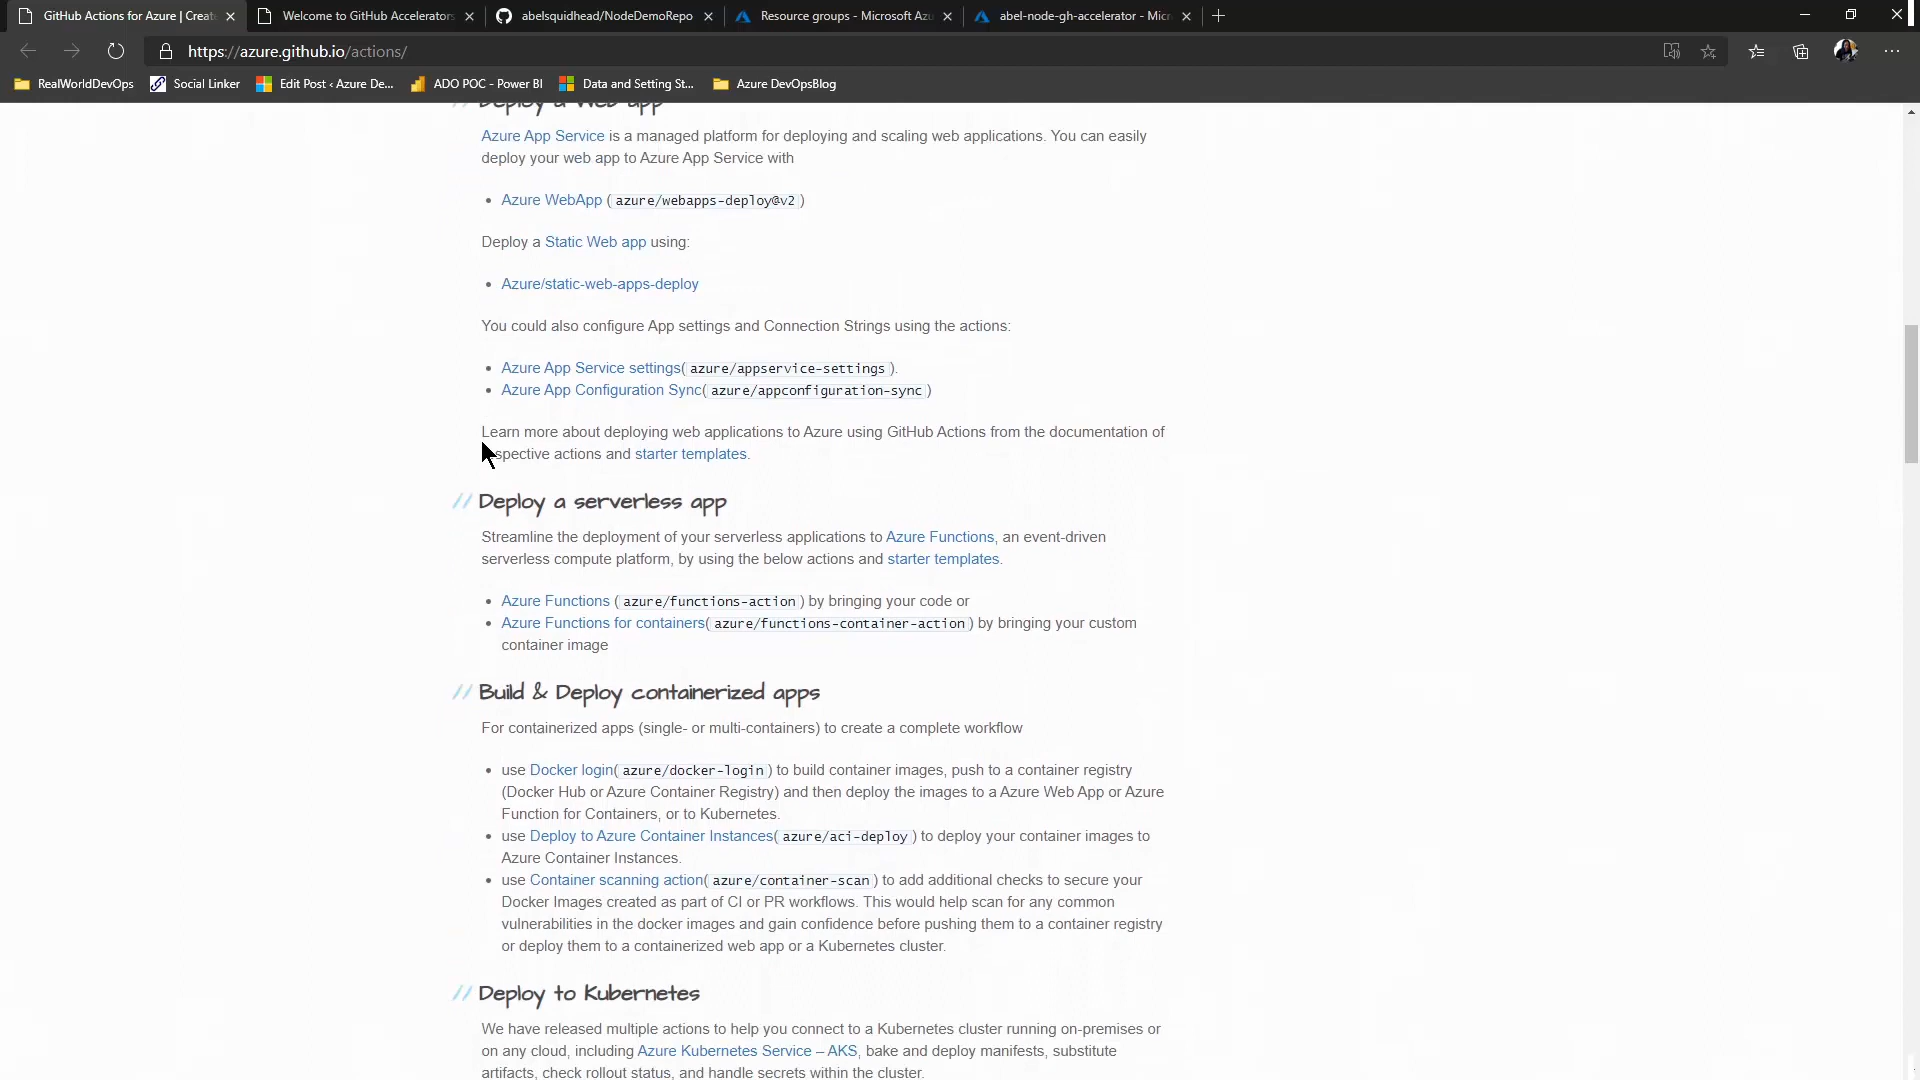 GitHub Actions for Azure | Create
Welcome to GitHub Accelerators
abelsquidhead/NodeDemoRepo
Resource groups - Microsoft Azu
abel-node-gh-accelerator - Micr
https://azure.github.io/actions/
RealWorldDevOps
Social Linker
Edit Post ‹ Azure De...
ADO POC - Power BI
Data and Setting St...
Azure DevOpsBlog
// Deploy a Web app
Azure App Service is a managed platform for deploying and scaling web applications. You can easily
deploy your web app to Azure App Service with
• Azure WebApp ( azure/webapps-deploy@v2 )
Deploy a Static Web app using:
• Azure/static-web-apps-deploy
You could also configure App settings and Connection Strings using the actions:
• Azure App Service settings( azure/appservice-settings ).
• Azure App Configuration Sync( azure/appconfiguration-sync )
Learn more about deploying web applications to Azure using GitHub Actions from the documentation of
spective actions and starter templates.
// Deploy a serverless app
Streamline the deployment of your serverless applications to Azure Functions, an event-driven
serverless compute platform, by using the below actions and starter templates.
• Azure Functions ( azure/functions-action ) by bringing your code or
• Azure Functions for containers( azure/functions-container-action ) by bringing your custom
container image
// Build & Deploy containerized apps
For containerized apps (single- or multi-containers) to create a complete workflow
• use Docker login( azure/docker-login ) to build container images, push to a container registry
(Docker Hub or Azure Container Registry) and then deploy the images to a Azure Web App or Azure
Function for Containers, or to Kubernetes.
• use Deploy to Azure Container Instances( azure/aci-deploy ) to deploy your container images to
Azure Container Instances.
• use Container scanning action( azure/container-scan ) to add additional checks to secure your
Docker Images created as part of CI or PR workflows. This would help scan for any common
vulnerabilities in the docker images and gain confidence before pushing them to a container registry
or deploy them to a containerized web app or a Kubernetes cluster.
// Deploy to Kubernetes
We have released multiple actions to help you connect to a Kubernetes cluster running on-premises or
on any cloud, including Azure Kubernetes Service – AKS, bake and deploy manifests, substitute
artifacts, check rollout status, and handle secrets within the cluster.